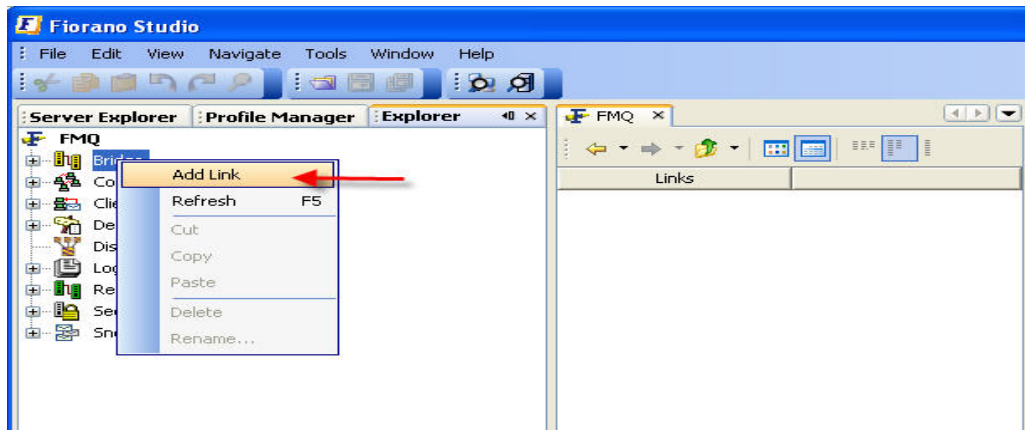 Fiorano Studio
File Edit View Navigate Tools Window Help
Server Explorer Profile Manager Explorer
FMQ
FMQ
Links
Add Link
Refresh F5
Cut
Copy
Paste
Delete
Rename...